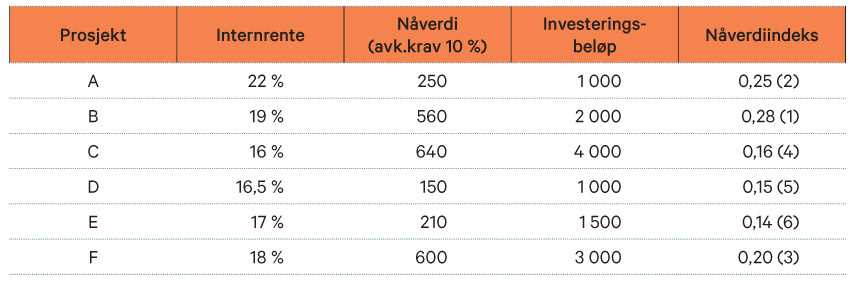 Prosjekt Internrente Nåverdi (avk.krav 10 %) Investerings-beløp Nåverdiindeks
A 22 % 250 1 000 0,25 (2)
B 19 % 560 2 000 0,28 (1)
C 16 % 640 4 000 0,16 (4)
D 16,5 % 150 1 000 0,15 (5)
E 17 % 210 1 500 0,14 (6)
F 18 % 600 3 000 0,20 (3)